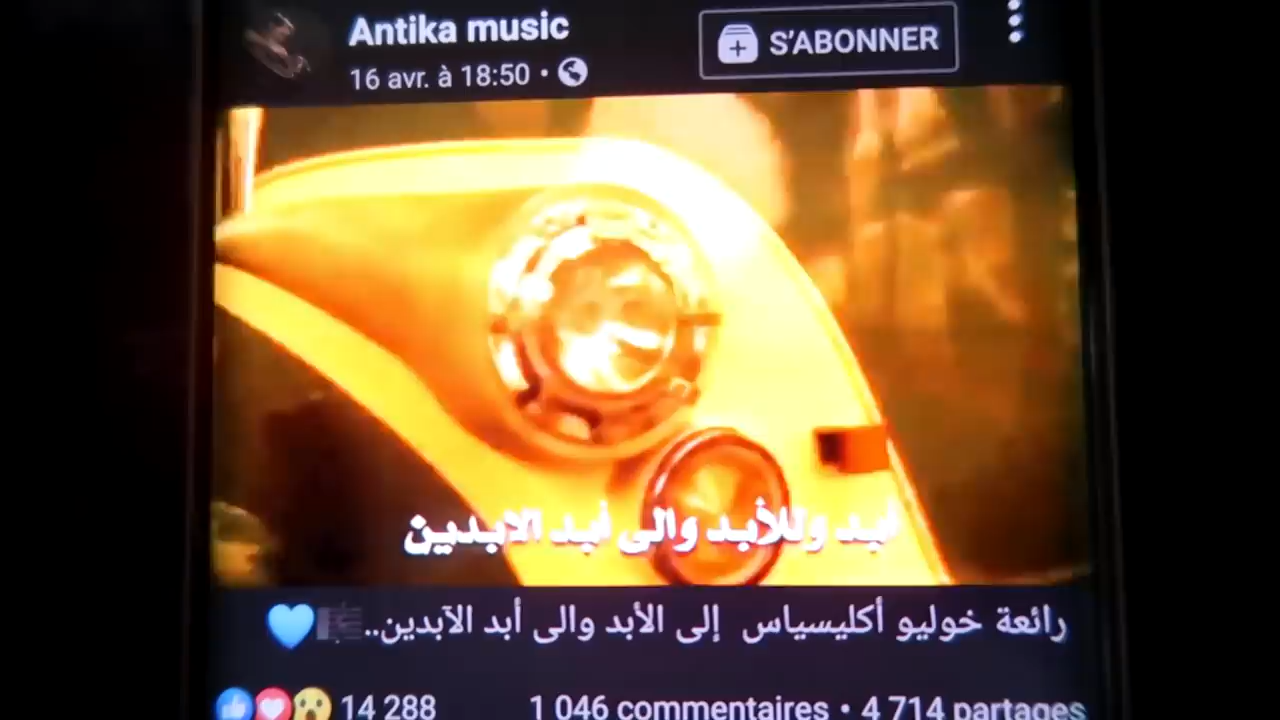 Antika music
S'ABONNER
16 avr. à 18:50 ·
أبد وللأبد والى أبد الابدين
رائعة خوليو أكليسياس إلى الأبد والى أبد الآبدين..
14 288
1 046 commentaires · 4 714 partages